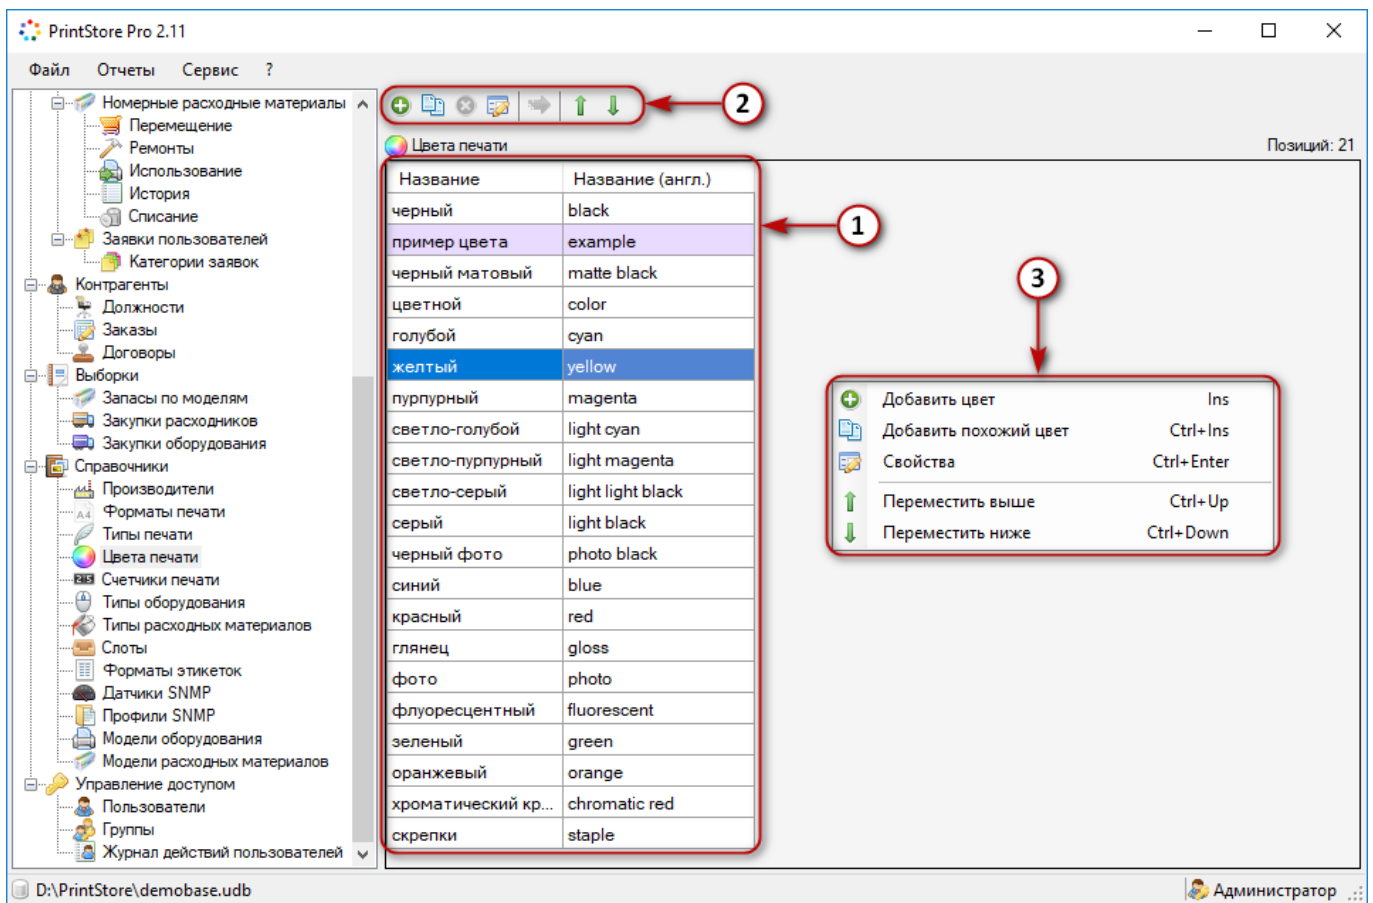 PrintStore Pro 2.11
Файл Отчеты Сервис ?
Номерные расходные материалы
Перемещение
Ремонты
Использование
История
Списание
Заявки пользователей
Категории заявок
Контрагенты
Должности
Заказы
Договоры
Выборки
Запасы по моделям
Закупки расходников
Закупки оборудования
Справочники
Производители
A4 Форматы печати
Типы печати
Цвета печати
215 Счетчики печати
Типы оборудования
Типы расходных материалов
Слоты
Форматы этикеток
Датчики SNMP
Профили SNMP
Модели оборудования
Модели расходных материалов
Управление доступом
Пользователи
Группы
Журнал действий пользователей
2
Цвета печати Позиций: 21
Название Название (англ.)
черный black
пример цвета example
черный матовый matte black
цветной color
голубой cyan
желтый yellow
пурпурный magenta
светло-голубой light cyan
светло-пурпурный light magenta
светло-серый light light black
серый light black
черный фото photo black
синий blue
красный red
глянец gloss
фото photo
флуоресцентный fluorescent
зеленый green
оранжевый orange
хроматический кр... chromatic red
скрепки staple
1
3
Добавить цвет Ins
Добавить похожий цвет Ctrl+Ins
Свойства Ctrl+Enter
Переместить выше Ctrl+Up
Переместить ниже Ctrl+Down
D:\PrintStore\demobase.udb Администратор